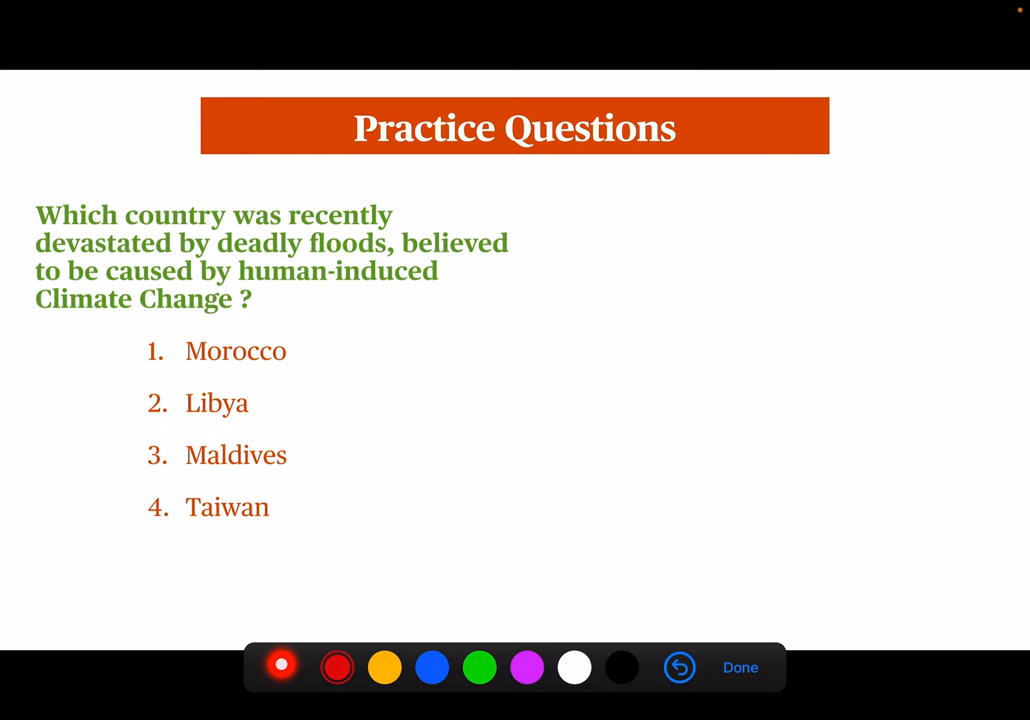 Practice Questions
Which country was recently
devastated by deadly floods, believed
to be caused by human-induced
Climate Change ?
1. Morocco
2. Libya
3. Maldives
4. Taiwan
Done